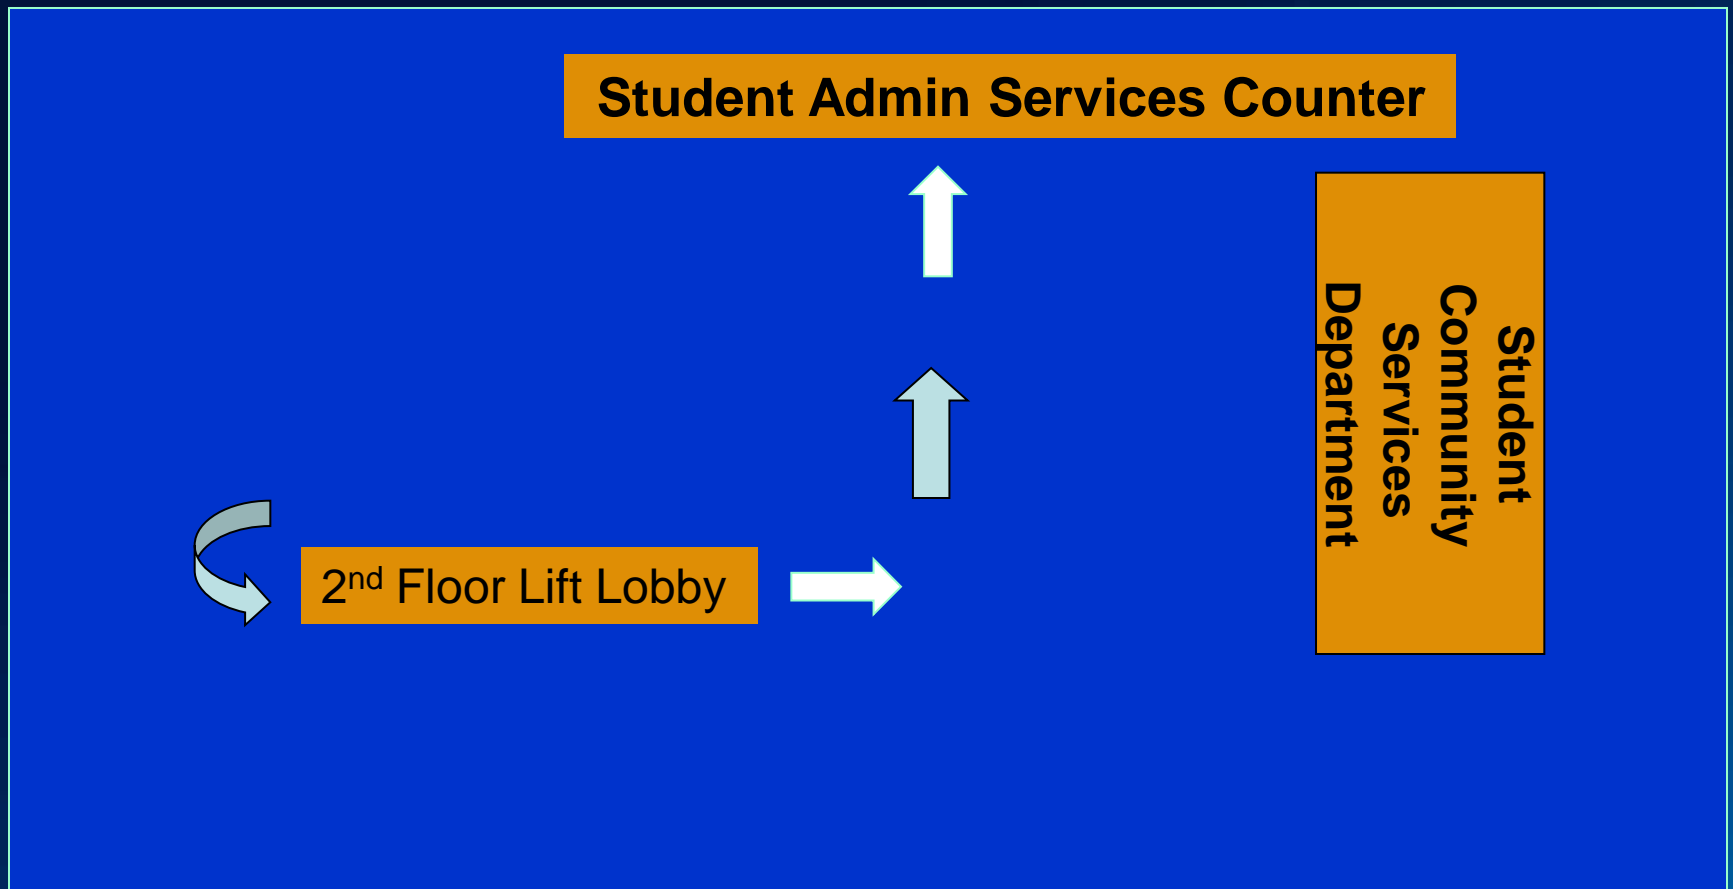 Student Admin Services Counter
Student
Community
Services
Department
2nd Floor Lift Lobby